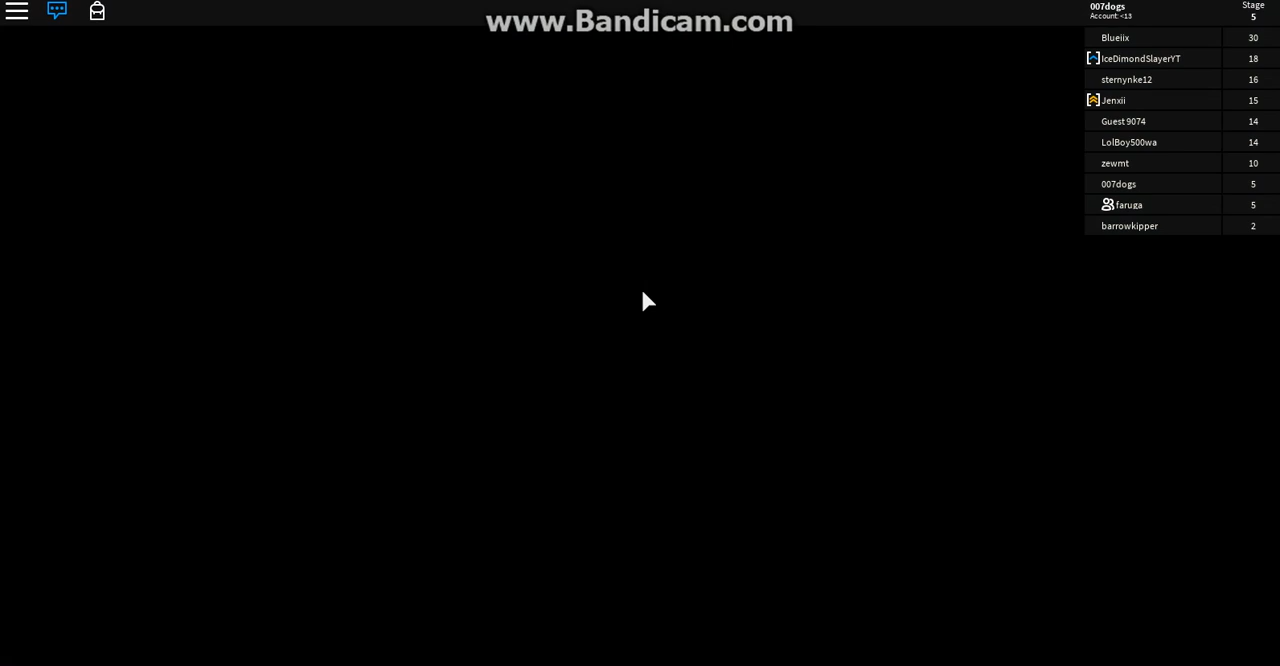 www.Bandicam.com
007dogs Stage
Account: <13 5
Blueiix 30
IceDimondSlayerYT 18
sternynke12 16
Jenxii 15
Guest 9074 14
LolBoy500wa 14
zewmt 10
007dogs 5
faruga 5
barrowkipper 2